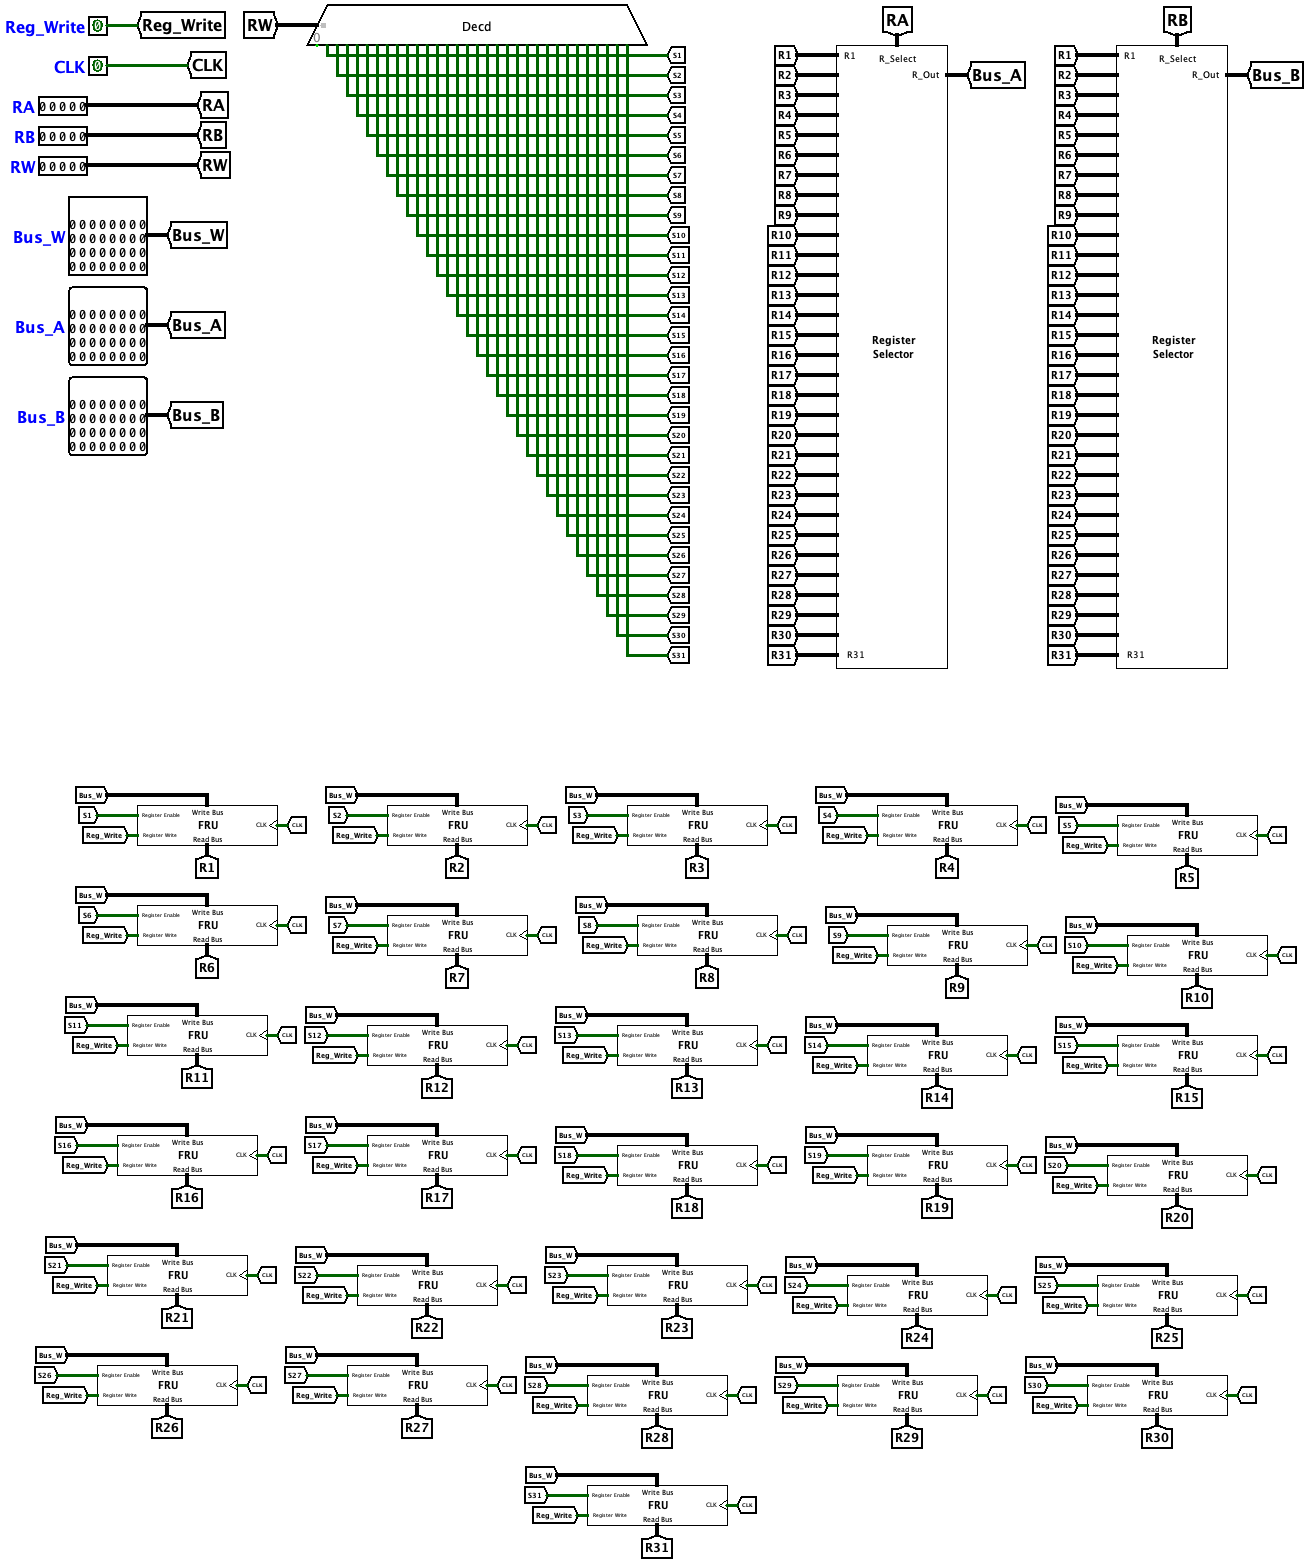 Reg_Write 0 Reg_Write
CLK 0 CLK
RA 00000 RA
RB 00000 RB
RW 00000 RW
Bus_W 00000000 Bus_W
00000000
00000000
00000000
Bus_A 00000000 Bus_A
00000000
00000000
00000000
Bus_B 00000000 Bus_B
00000000
00000000
00000000
RW
0
Decd
S1
S2
S3
S4
S5
S6
S7
S8
S9
S10
S11
S12
S13
S14
S15
S16
S17
S18
S19
S20
S21
S22
S23
S24
S25
S26
S27
S28
S29
S30
S31
RA
R1 R1 R_Select
R2 R_Out Bus_A
R3
R4
R5
R6
R7
R8
R9
R10
R11
R12
R13
R14
R15
Register
R16 Selector
R17
R18
R19
R20
R21
R22
R23
R24
R25
R26
R27
R28
R29
R30
R31 R31
RB
R1 R1 R_Select
R2 R_Out Bus_B
R3
R4
R5
R6
R7
R8
R9
R10
R11
R12
R13
R14
R15
Register
R16 Selector
R17
R18
R19
R20
R21
R22
R23
R24
R25
R26
R27
R28
R29
R30
R31 R31
Bus_W
S1 Register Enable Write Bus
Reg_Write Register Write FRU CLK CLK
Read Bus
R1
Bus_W
S2 Register Enable Write Bus
Reg_Write Register Write FRU CLK CLK
Read Bus
R2
Bus_W
S3 Register Enable Write Bus
Reg_Write Register Write FRU CLK CLK
Read Bus
R3
Bus_W
S4 Register Enable Write Bus
Reg_Write Register Write FRU CLK CLK
Read Bus
R4
Bus_W
S5 Register Enable Write Bus
Reg_Write Register Write FRU CLK CLK
Read Bus
R5
Bus_W
S6 Register Enable Write Bus
Reg_Write Register Write FRU CLK CLK
Read Bus
R6
Bus_W
S7 Register Enable Write Bus
Reg_Write Register Write FRU CLK CLK
Read Bus
R7
Bus_W
S8 Register Enable Write Bus
Reg_Write Register Write FRU CLK CLK
Read Bus
R8
Bus_W
S9 Register Enable Write Bus
Reg_Write Register Write FRU CLK CLK
Read Bus
R9
Bus_W
S10 Register Enable Write Bus
Reg_Write Register Write FRU CLK CLK
Read Bus
R10
Bus_W
S11 Register Enable Write Bus
Reg_Write Register Write FRU CLK CLK
Read Bus
R11
Bus_W
S12 Register Enable Write Bus
Reg_Write Register Write FRU CLK CLK
Read Bus
R12
Bus_W
S13 Register Enable Write Bus
Reg_Write Register Write FRU CLK CLK
Read Bus
R13
Bus_W
S14 Register Enable Write Bus
Reg_Write Register Write FRU CLK CLK
Read Bus
R14
Bus_W
S15 Register Enable Write Bus
Reg_Write Register Write FRU CLK CLK
Read Bus
R15
Bus_W
S16 Register Enable Write Bus
Reg_Write Register Write FRU CLK CLK
Read Bus
R16
Bus_W
S17 Register Enable Write Bus
Reg_Write Register Write FRU CLK CLK
Read Bus
R17
Bus_W
S18 Register Enable Write Bus
Reg_Write Register Write FRU CLK CLK
Read Bus
R18
Bus_W
S19 Register Enable Write Bus
Reg_Write Register Write FRU CLK CLK
Read Bus
R19
Bus_W
S20 Register Enable Write Bus
Reg_Write Register Write FRU CLK CLK
Read Bus
R20
Bus_W
S21 Register Enable Write Bus
Reg_Write Register Write FRU CLK CLK
Read Bus
R21
Bus_W
S22 Register Enable Write Bus
Reg_Write Register Write FRU CLK CLK
Read Bus
R22
Bus_W
S23 Register Enable Write Bus
Reg_Write Register Write FRU CLK CLK
Read Bus
R23
Bus_W
S24 Register Enable Write Bus
Reg_Write Register Write FRU CLK CLK
Read Bus
R24
Bus_W
S25 Register Enable Write Bus
Reg_Write Register Write FRU CLK CLK
Read Bus
R25
Bus_W
S26 Register Enable Write Bus
Reg_Write Register Write FRU CLK CLK
Read Bus
R26
Bus_W
S27 Register Enable Write Bus
Reg_Write Register Write FRU CLK CLK
Read Bus
R27
Bus_W
S28 Register Enable Write Bus
Reg_Write Register Write FRU CLK CLK
Read Bus
R28
Bus_W
S29 Register Enable Write Bus
Reg_Write Register Write FRU CLK CLK
Read Bus
R29
Bus_W
S30 Register Enable Write Bus
Reg_Write Register Write FRU CLK CLK
Read Bus
R30
Bus_W
S31 Register Enable Write Bus
Reg_Write Register Write FRU CLK CLK
Read Bus
R31